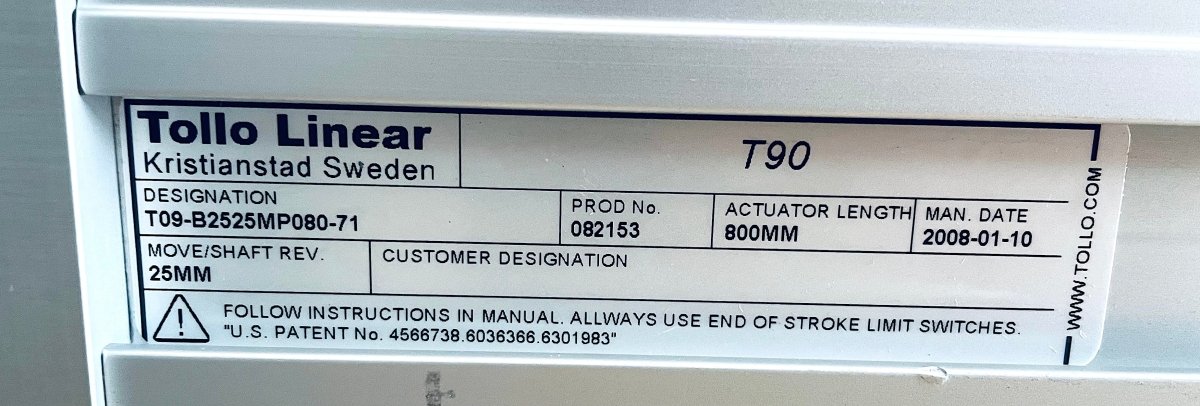 Tollo Linear
Kristianstad Sweden
T90
DESIGNATION
T09-B2525MP080-71
PROD No.
082153
ACTUATOR LENGTH
800MM
MAN. DATE
2008-01-10
MOVE/SHAFT REV.
25MM
CUSTOMER DESIGNATION
FOLLOW INSTRUCTIONS IN MANUAL. ALLWAYS USE END OF STROKE LIMIT SWITCHES.
"U.S. PATENT No. 4566738.6036366.6301983"
WWW.TOLLO.COM